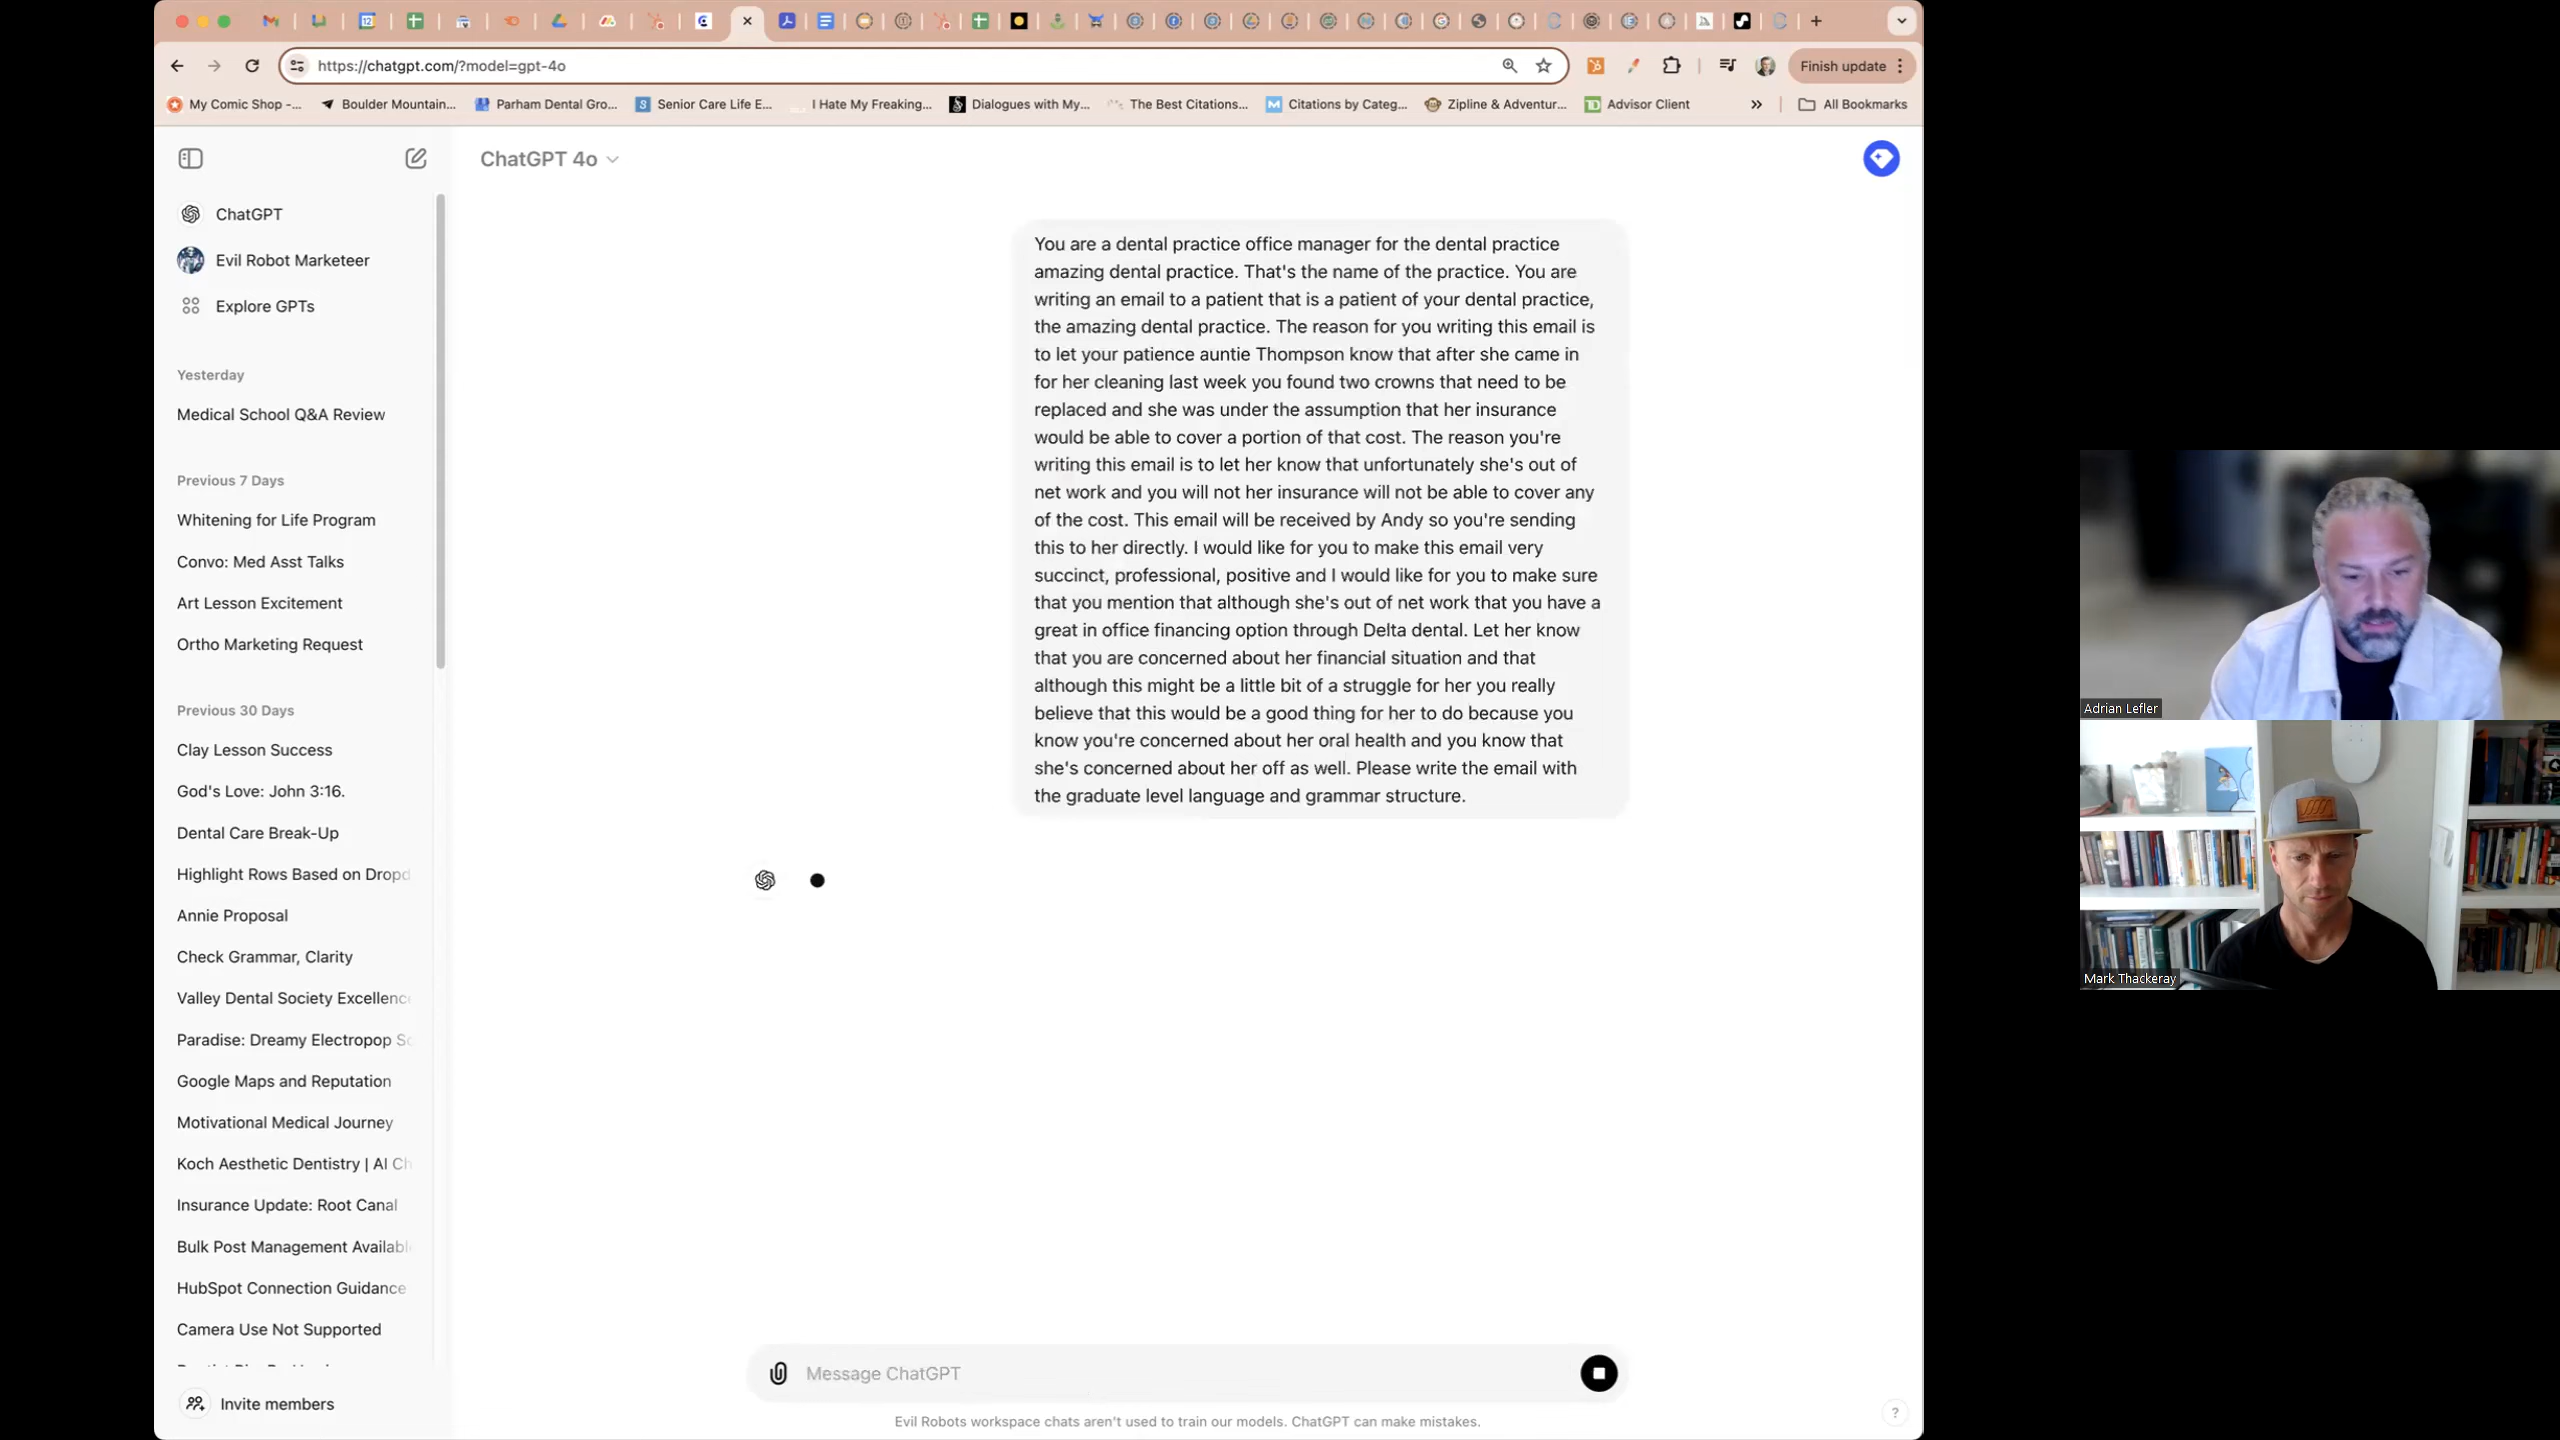 https://chatgpt.com/?model=gpt-4o
Finish update
My Comic Shop -...
Boulder Mountain...
Parham Dental Gro...
Senior Care Life E...
I Hate My Freaking...
Dialogues with My...
The Best Citations...
Citations by Categ...
Zipline & Adventur...
Advisor Client
All Bookmarks
ChatGPT
Evil Robot Marketeer
Explore GPTs
Yesterday
Medical School Q&A Review
Previous 7 Days
Whitening for Life Program
Convo: Med Asst Talks
Art Lesson Excitement
Ortho Marketing Request
Previous 30 Days
Clay Lesson Success
God's Love: John 3:16.
Dental Care Break-Up
Highlight Rows Based on Dropd
Annie Proposal
Check Grammar, Clarity
Valley Dental Society Excellence
Paradise: Dreamy Electropop So
Google Maps and Reputation
Motivational Medical Journey
Koch Aesthetic Dentistry | AI Ch
Insurance Update: Root Canal
Bulk Post Management Availabl
HubSpot Connection Guidance
Camera Use Not Supported
Invite members
ChatGPT 4o
You are a dental practice office manager for the dental practice
amazing dental practice. That's the name of the practice. You are
writing an email to a patient that is a patient of your dental practice,
the amazing dental practice. The reason for you writing this email is
to let your patience auntie Thompson know that after she came in
for her cleaning last week you found two crowns that need to be
replaced and she was under the assumption that her insurance
would be able to cover a portion of that cost. The reason you're
writing this email is to let her know that unfortunately she's out of
net work and you will not her insurance will not be able to cover any
of the cost. This email will be received by Andy so you're sending
this to her directly. I would like for you to make this email very
succinct, professional, positive and I would like for you to make sure
that you mention that although she's out of net work that you have a
great in office financing option through Delta dental. Let her know
that you are concerned about her financial situation and that
although this might be a little bit of a struggle for her you really
believe that this would be a good thing for her to do because you
know you're concerned about her oral health and you know that
she's concerned about her off as well. Please write the email with
the graduate level language and grammar structure.
Message ChatGPT
Evil Robots workspace chats aren't used to train our models. ChatGPT can make mistakes.
?
Adrian Lefler
Mark Thackeray